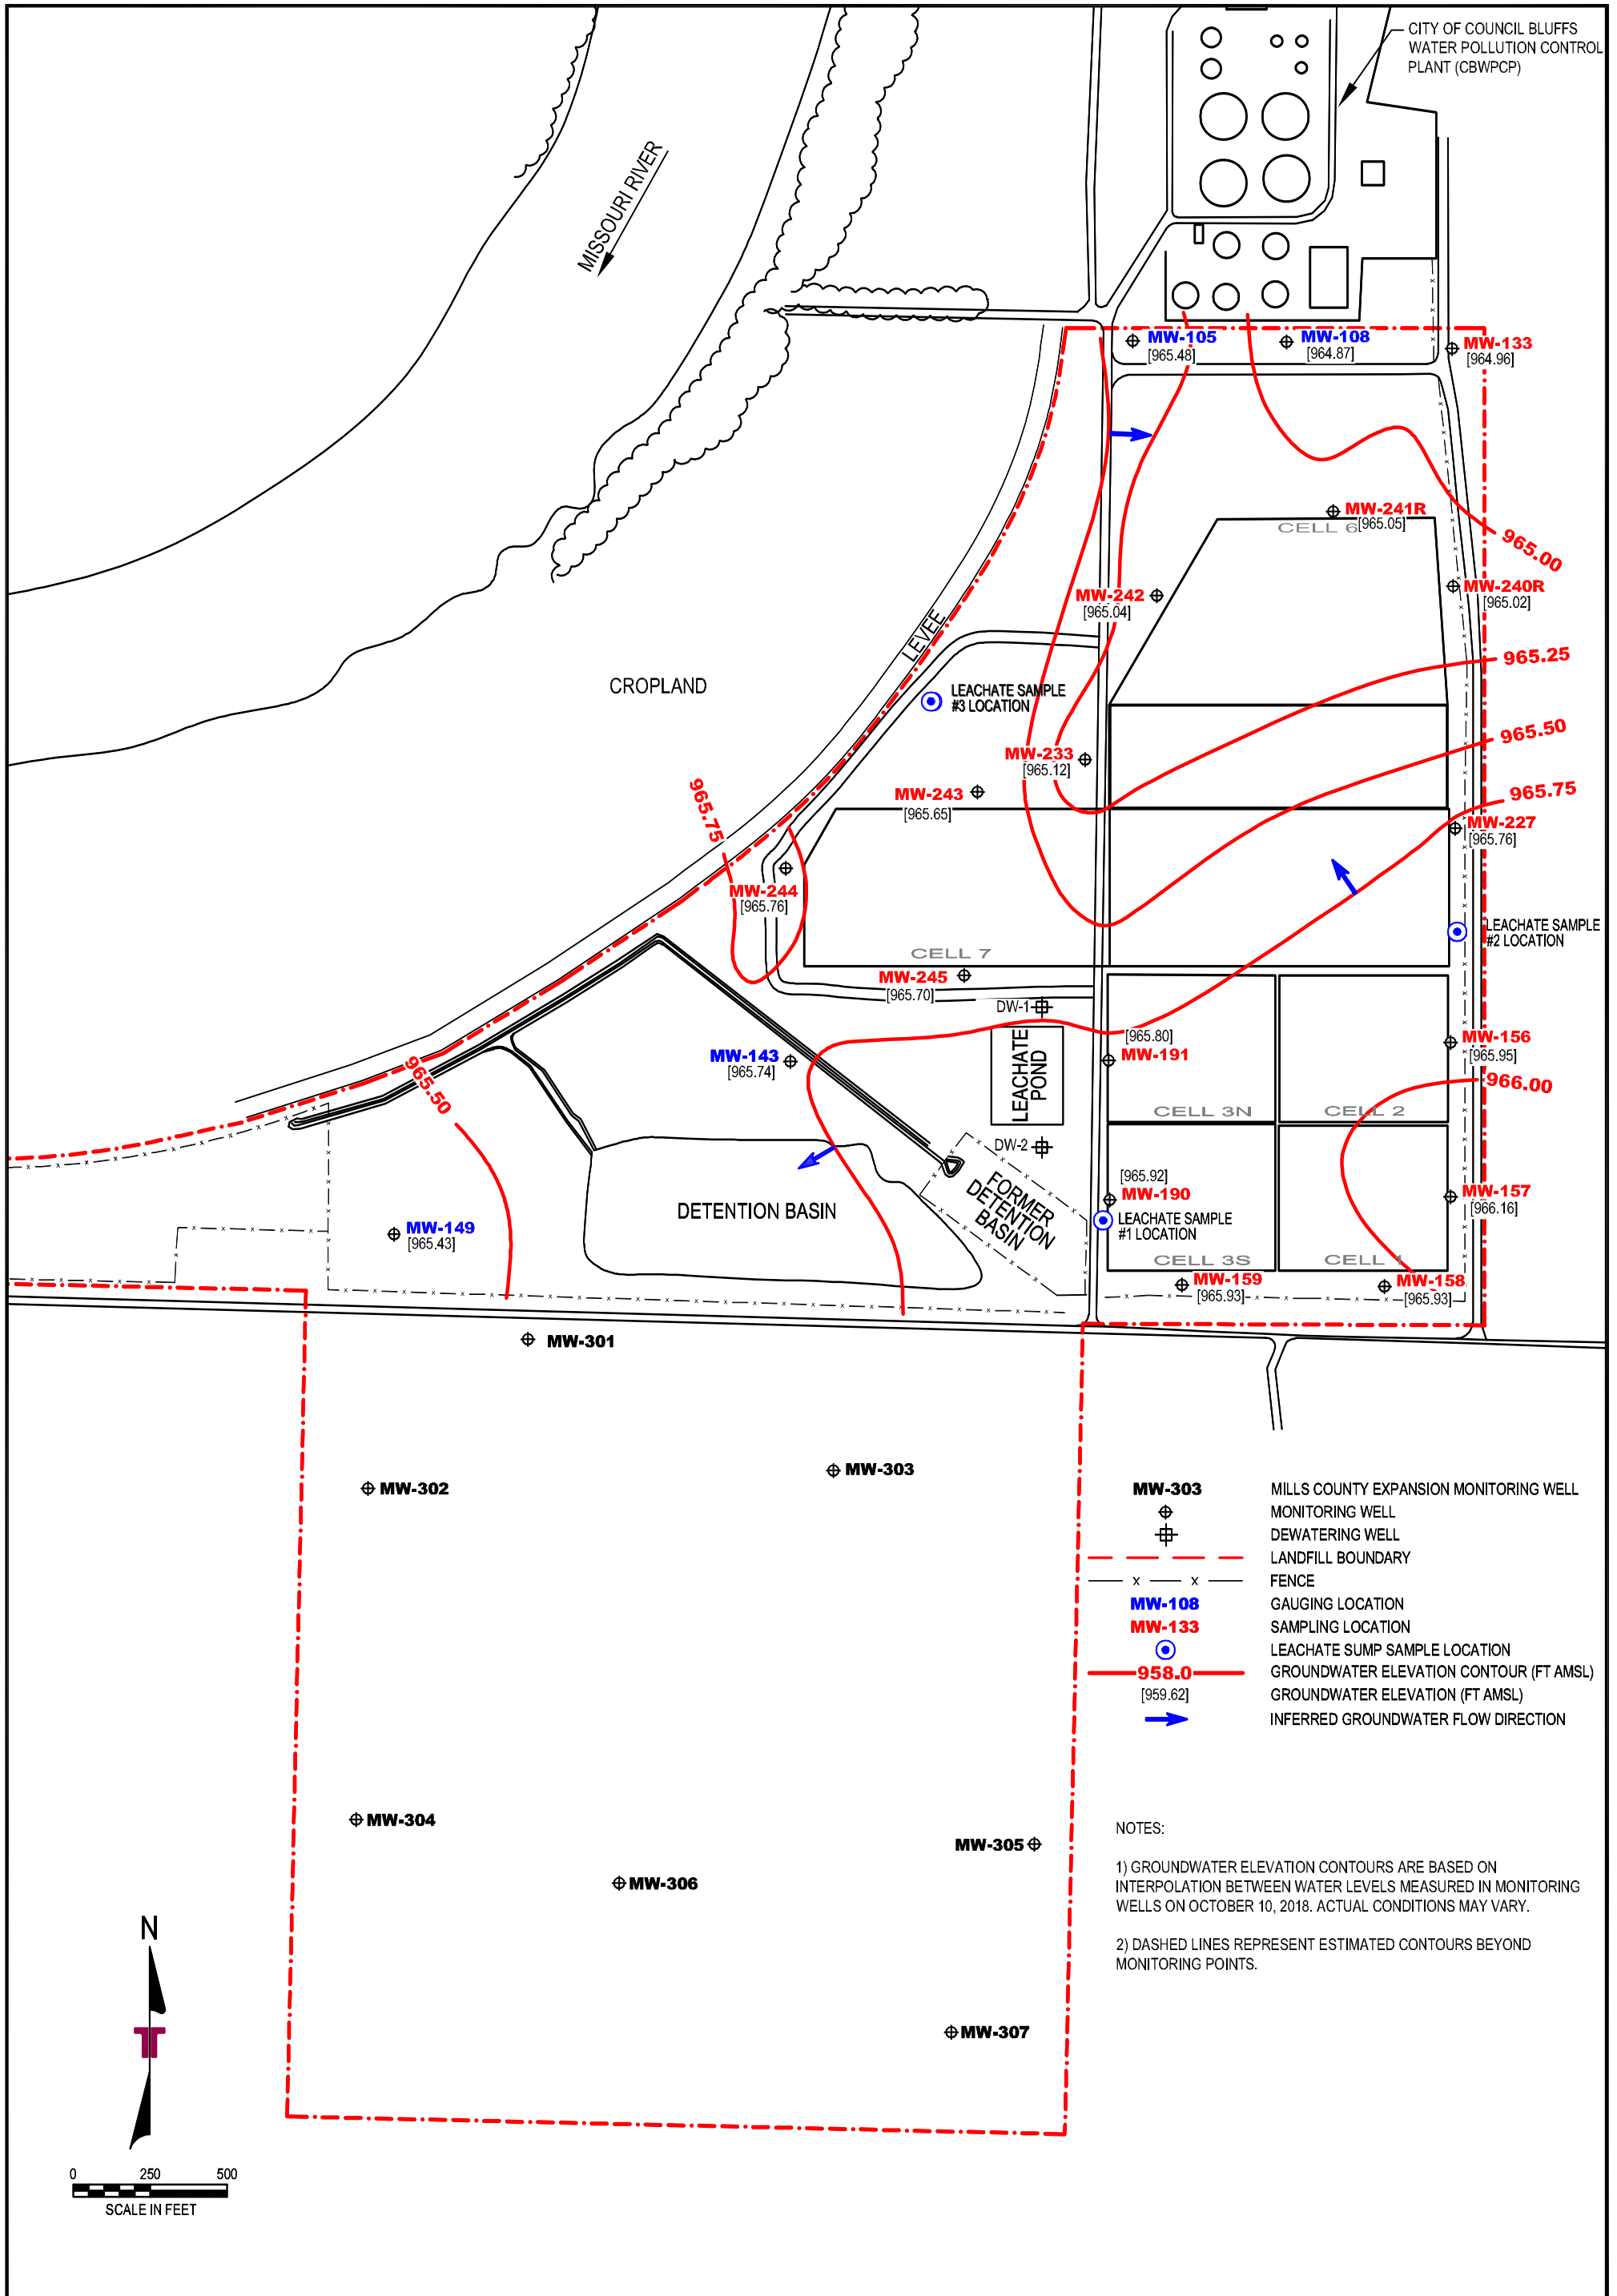 CITY OF COUNCIL BLUFFS
WATER POLLUTION CONTROL
PLANT (CBWPCP)
MISSOURI RIVER
MW-105
[965.48]
MW-108
[964.87]
MW-133
[964.96]
MW-241R
[965.05]
CELL 6
965.00
MW-240R
[965.02]
MW-242
[965.04]
LEVEE
965.25
CROPLAND
LEACHATE SAMPLE
#3 LOCATION
965.50
MW-233
[965.12]
965.75
MW-243
[965.65]
965.75
MW-227
[965.76]
MW-244
[965.76]
LEACHATE SAMPLE
#2 LOCATION
CELL 7
MW-245
[965.70]
DW-1
[965.80]
MW-191
MW-156
[965.95]
MW-143
[965.74]
LEACHATE
POND
965.50
966.00
CELL 3N
CELL 2
DW-2
[965.92]
MW-190
MW-157
[966.16]
FORMER
DETENTION
BASIN
DETENTION BASIN
LEACHATE SAMPLE
#1 LOCATION
MW-149
[965.43]
CELL 3S
CELL 1
MW-159
[965.93]
MW-158
[965.93]
MW-301
MW-303
MW-302
MW-303 MILLS COUNTY EXPANSION MONITORING WELL
MONITORING WELL
DEWATERING WELL
LANDFILL BOUNDARY
x x FENCE
MW-108 GAUGING LOCATION
MW-133 SAMPLING LOCATION
LEACHATE SUMP SAMPLE LOCATION
958.0 GROUNDWATER ELEVATION CONTOUR (FT AMSL)
[959.62] GROUNDWATER ELEVATION (FT AMSL)
INFERRED GROUNDWATER FLOW DIRECTION
MW-304
MW-305
MW-306
NOTES:
1) GROUNDWATER ELEVATION CONTOURS ARE BASED ON
INTERPOLATION BETWEEN WATER LEVELS MEASURED IN MONITORING
WELLS ON OCTOBER 10, 2018. ACTUAL CONDITIONS MAY VARY.
2) DASHED LINES REPRESENT ESTIMATED CONTOURS BEYOND
MONITORING POINTS.
N
MW-307
0 250 500
SCALE IN FEET